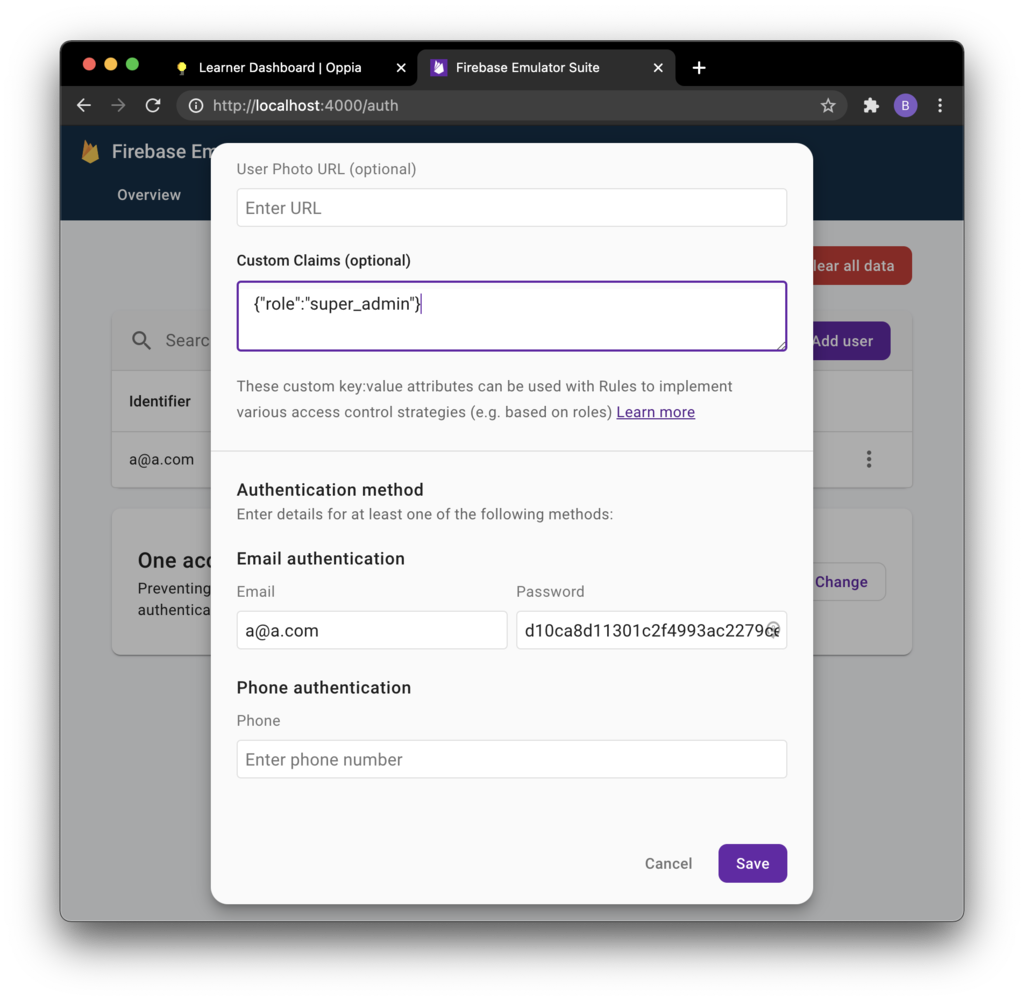 Learner Dashboard | Oppia
Firebase Emulator Suite
http://localhost:4000/auth
B
Firebase Em
Overview
User Photo URL (optional)
Enter URL
Custom Claims (optional)
{"role":"super_admin"}
These custom key:value attributes can be used with Rules to implement
various access control strategies (e.g. based on roles) Learn more
lear all data
Searc
Add user
Identifier
a@a.com
Authentication method
Enter details for at least one of the following methods:
Email authentication
Email Password
a@a.com d10ca8d11301c2f4993ac2279ce
Phone authentication
Phone
Enter phone number
Cancel Save
One acc
Preventing
authentica
Change